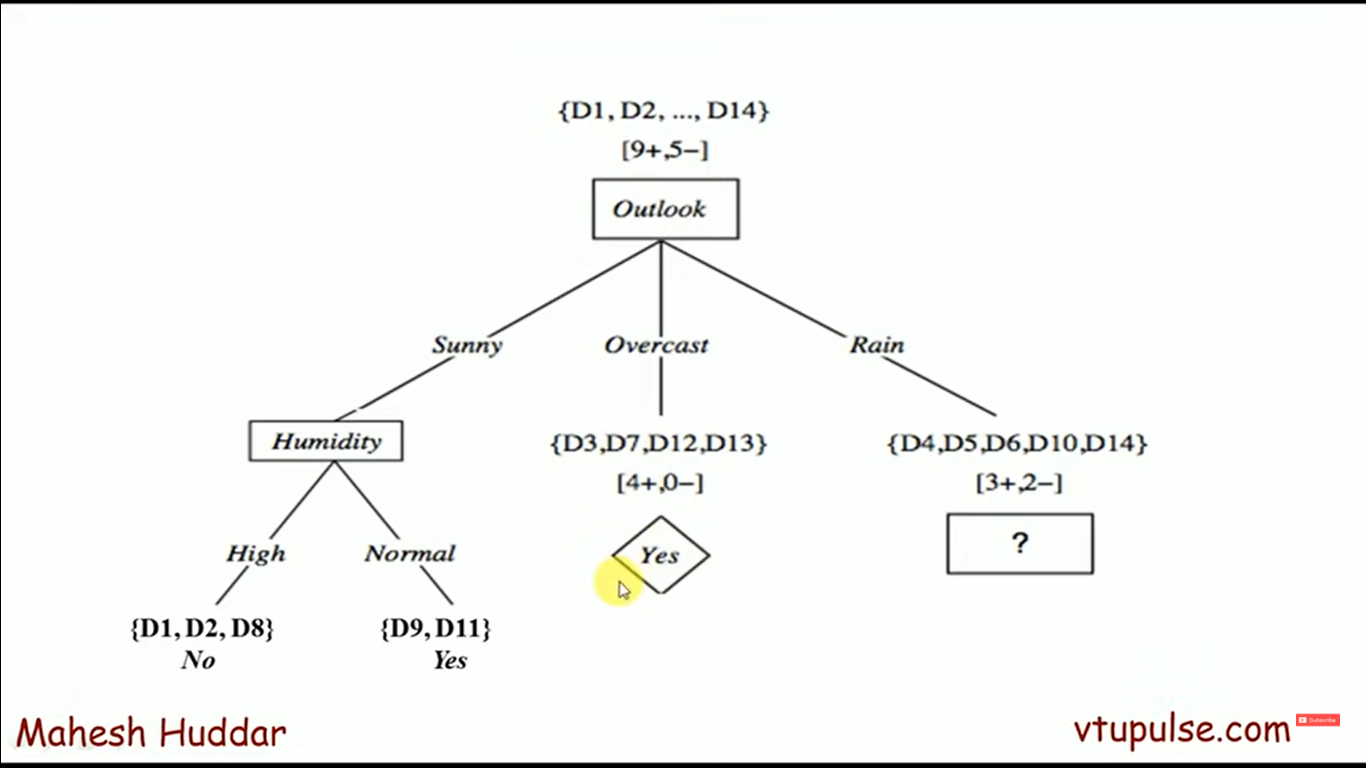 {D1, D2, ..., D14}
[9+,5−]
Outlook
Sunny
Overcast
Rain
Humidity
{D3,D7,D12,D13}
{D4,D5,D6,D10,D14}
[4+,0−]
[3+,2−]
Yes
?
High
Normal
{D1, D2, D8}
{D9, D11}
No
Yes
Mahesh Huddar
vtupulse.com
Subscribe